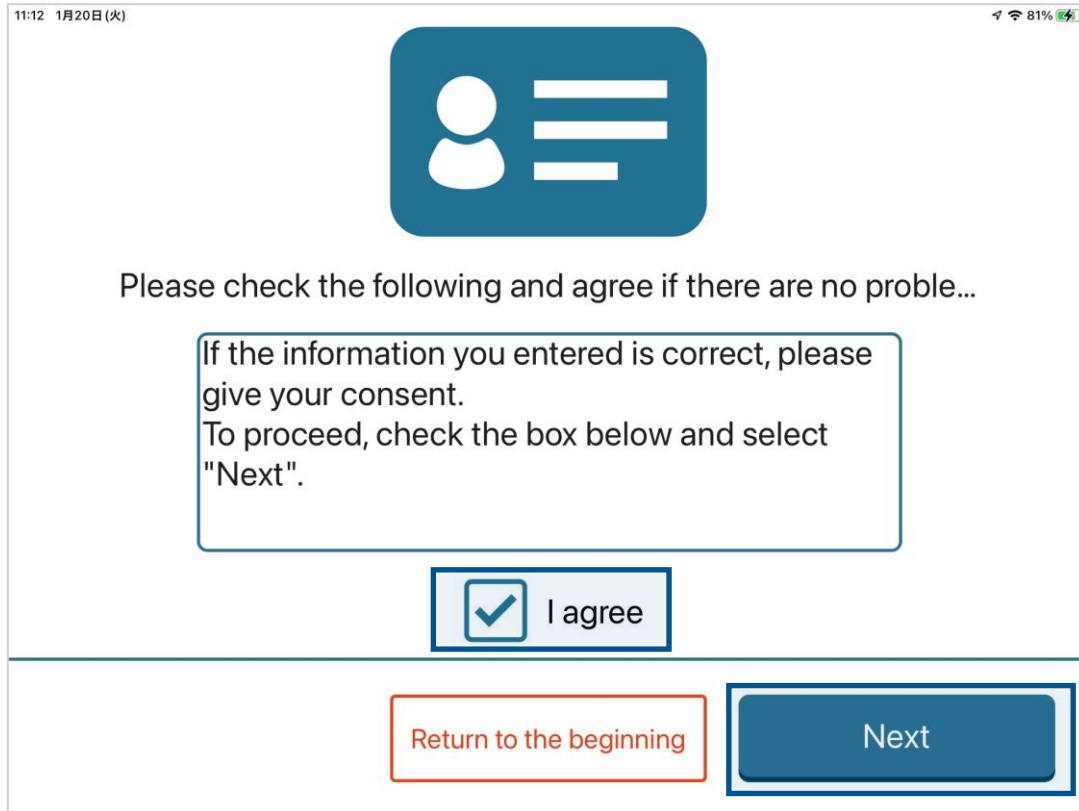 11:12 1月20日(火)
81%
Please check the following and agree if there are no proble...
If the information you entered is correct, please
give your consent.
To proceed, check the box below and select
"Next".
I agree
Return to the beginning
Next